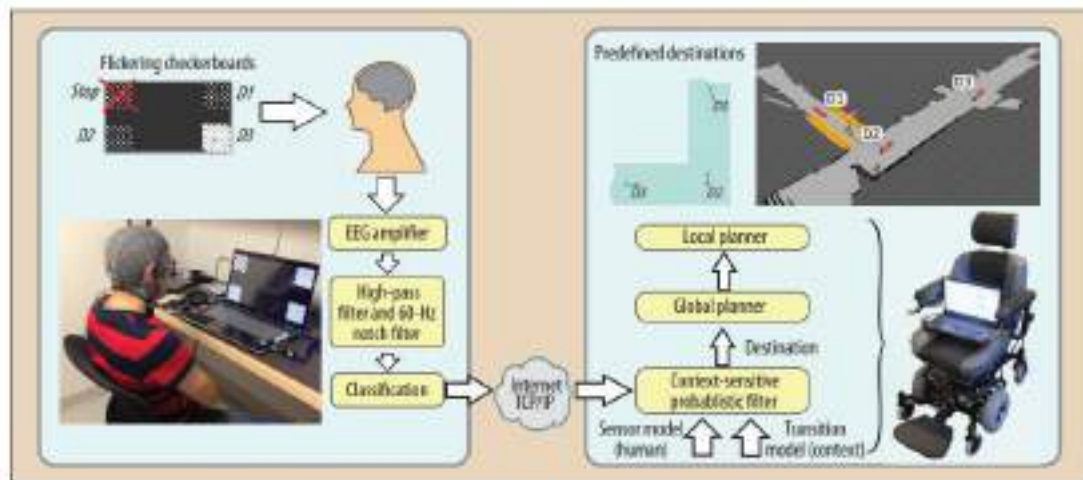 Flickering checkerboards
Stop
D1
D2
D3
EEG amplifier
High-pass
filter and 60-Hz
notch filter
Classification
Internet
TCP/IP
Predefined destinations
D1
D2
D3
D2
Local planner
Global planner
Destination
Context-sensitive
probablistic filter
Sensor model
(human)
Transition
model (context)